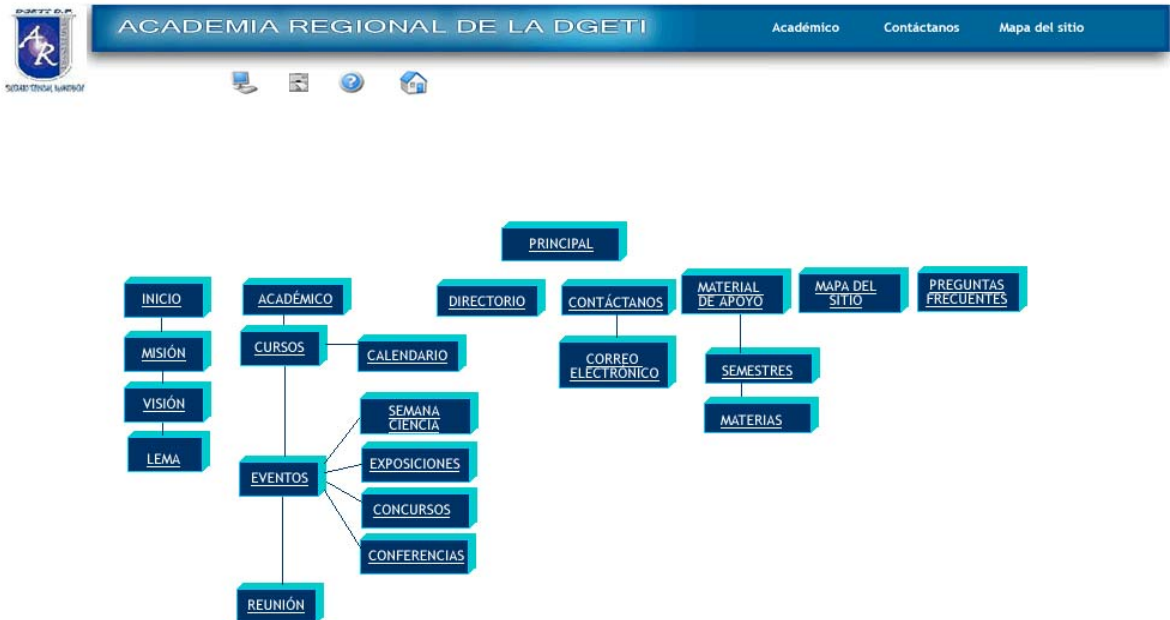 DGETI D.F.
ACADEMIA REGIONAL DE LA DGETI
Académico
Contáctanos
Mapa del sitio
AR
PRINCIPAL
INICIO
ACADÉMICO
DIRECTORIO
CONTÁCTANOS
MATERIAL
DE APOYO
MAPA DEL
SITIO
PREGUNTAS
FRECUENTES
MISIÓN
CURSOS
CALENDARIO
CORREO
ELECTRÓNICO
SEMESTRES
VISIÓN
SEMANA
CIENCIA
MATERIAS
LEMA
EVENTOS
EXPOSICIONES
CONCURSOS
CONFERENCIAS
REUNIÓN